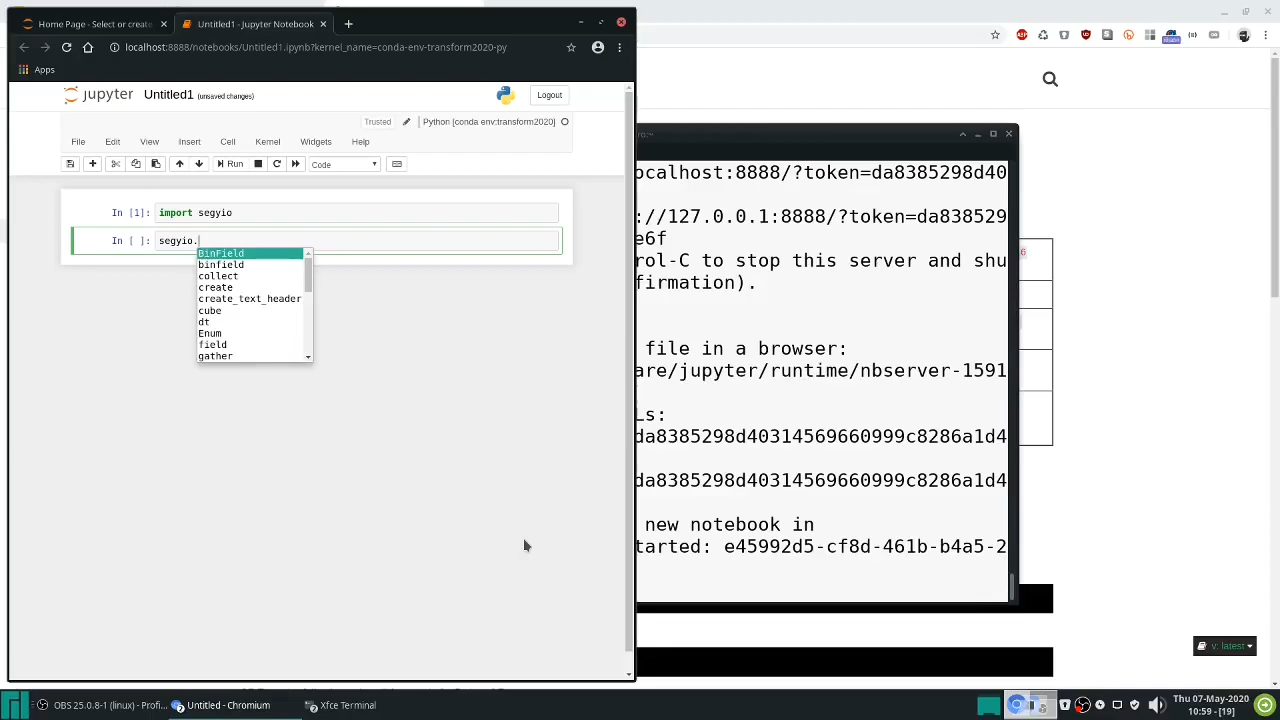 Home Page - Select or create
Untitled1 - Jupyter Notebook
localhost:8888/notebooks/Untitled1.ipynb?kernel_name=conda-env-transform2020-py
Apps
jupyter Untitled1 (unsaved changes)
Logout
Trusted
Python [conda env:transform2020]
File Edit View Insert Cell Kernel Widgets Help
Run
Code
In [1]: import segyio
In [ ]: segyio.
BinField
binfield
collect
create
create_text_header
cube
dt
Enum
field
gather
ocalhost:8888/?token=da8385298d40
://127.0.0.1:8888/?token=da838529
e6f
rol-C to stop this server and shu
firmation).
file in a browser:
are/jupyter/runtime/nbserver-1591
Ls:
da8385298d40314569660999c8286a1d4
da8385298d40314569660999c8286a1d4
new notebook in
tarted: e45992d5-cf8d-461b-b4a5-2
6
v: latest
OBS 25.0.8-1 (linux) - Profi...
Untitled - Chromium
Xfce Terminal
Thu 07-May-2020
10:59 - [19]